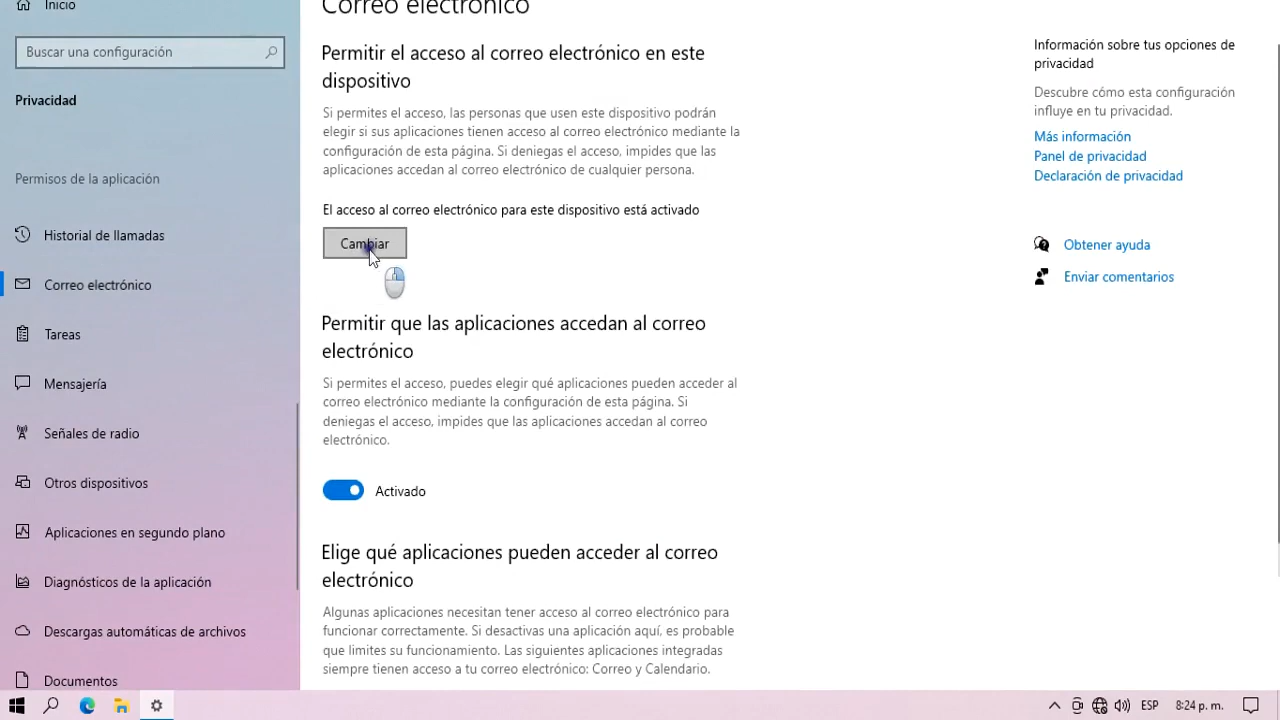 Inicio
Buscar una configuración
Privacidad
Permisos de la aplicación
Historial de llamadas
Correo electrónico
Tareas
Mensajería
Señales de radio
Otros dispositivos
Aplicaciones en segundo plano
Diagnósticos de la aplicación
Descargas automáticas de archivos
Documentos
Correo electrónico
Permitir el acceso al correo electrónico en este
dispositivo
Si permites el acceso, las personas que usen este dispositivo podrán
elegir si sus aplicaciones tienen acceso al correo electrónico mediante la
configuración de esta página. Si deniegas el acceso, impides que las
aplicaciones accedan al correo electrónico de cualquier persona.
El acceso al correo electrónico para este dispositivo está activado
Cambiar
Permitir que las aplicaciones accedan al correo
electrónico
Si permites el acceso, puedes elegir qué aplicaciones pueden acceder al
correo electrónico mediante la configuración de esta página. Si
deniegas el acceso, impides que las aplicaciones accedan al correo
electrónico.
Activado
Elige qué aplicaciones pueden acceder al correo
electrónico
Algunas aplicaciones necesitan tener acceso al correo electrónico para
funcionar correctamente. Si desactivas una aplicación aquí, es probable
que limites su funcionamiento. Las siguientes aplicaciones integradas
siempre tienen acceso a tu correo electrónico: Correo y Calendario.
Información sobre tus opciones de
privacidad
Descubre cómo esta configuración
influye en tu privacidad.
Más información
Panel de privacidad
Declaración de privacidad
Obtener ayuda
Enviar comentarios
ESP
8:24 p. m.